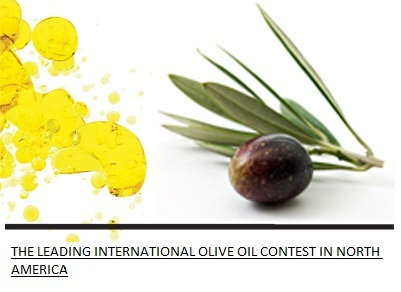 THE LEADING INTERNATIONAL OLIVE OIL CONTEST IN NORTH
AMERICA